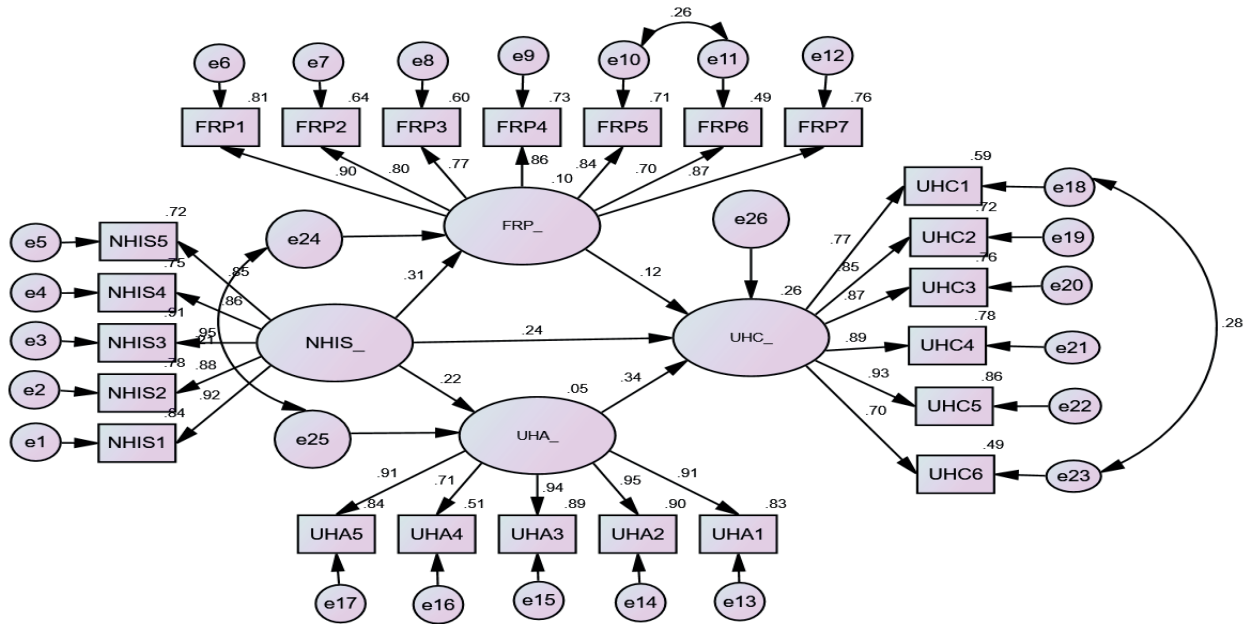 .26
e6 e7 e8 e9 e10 e11 e12
.81 .64 .60 .73 .71 .49 .76
FRP1 FRP2 FRP3 FRP4 FRP5 FRP6 FRP7
.90 .80 .77 .86 .84 .70 .87
.10
FRP_
.59
UHC1 e18
.72
e26
e5 NHIS5 e24
.72
UHC2 e19
.77 .85
.76
.75 .85
.31 .12
e4 NHIS4 .86
.26
.87 UHC3 e20
.91
e3 NHIS3 .95 .21
NHIS_ .24 UHC_
.89 UHC4 e21
.78
.28
.78
e2 NHIS2 .88
.22 .05 .34
.93 UHC5 e22
.86
.92
.84
e1 NHIS1 e25 UHA_
.70 UHC6 e23
.49
.91 .71 .94 .95 .91
.84 .51 .89 .90 .83
UHA5 UHA4 UHA3 UHA2 UHA1
e17 e16 e15 e14 e13